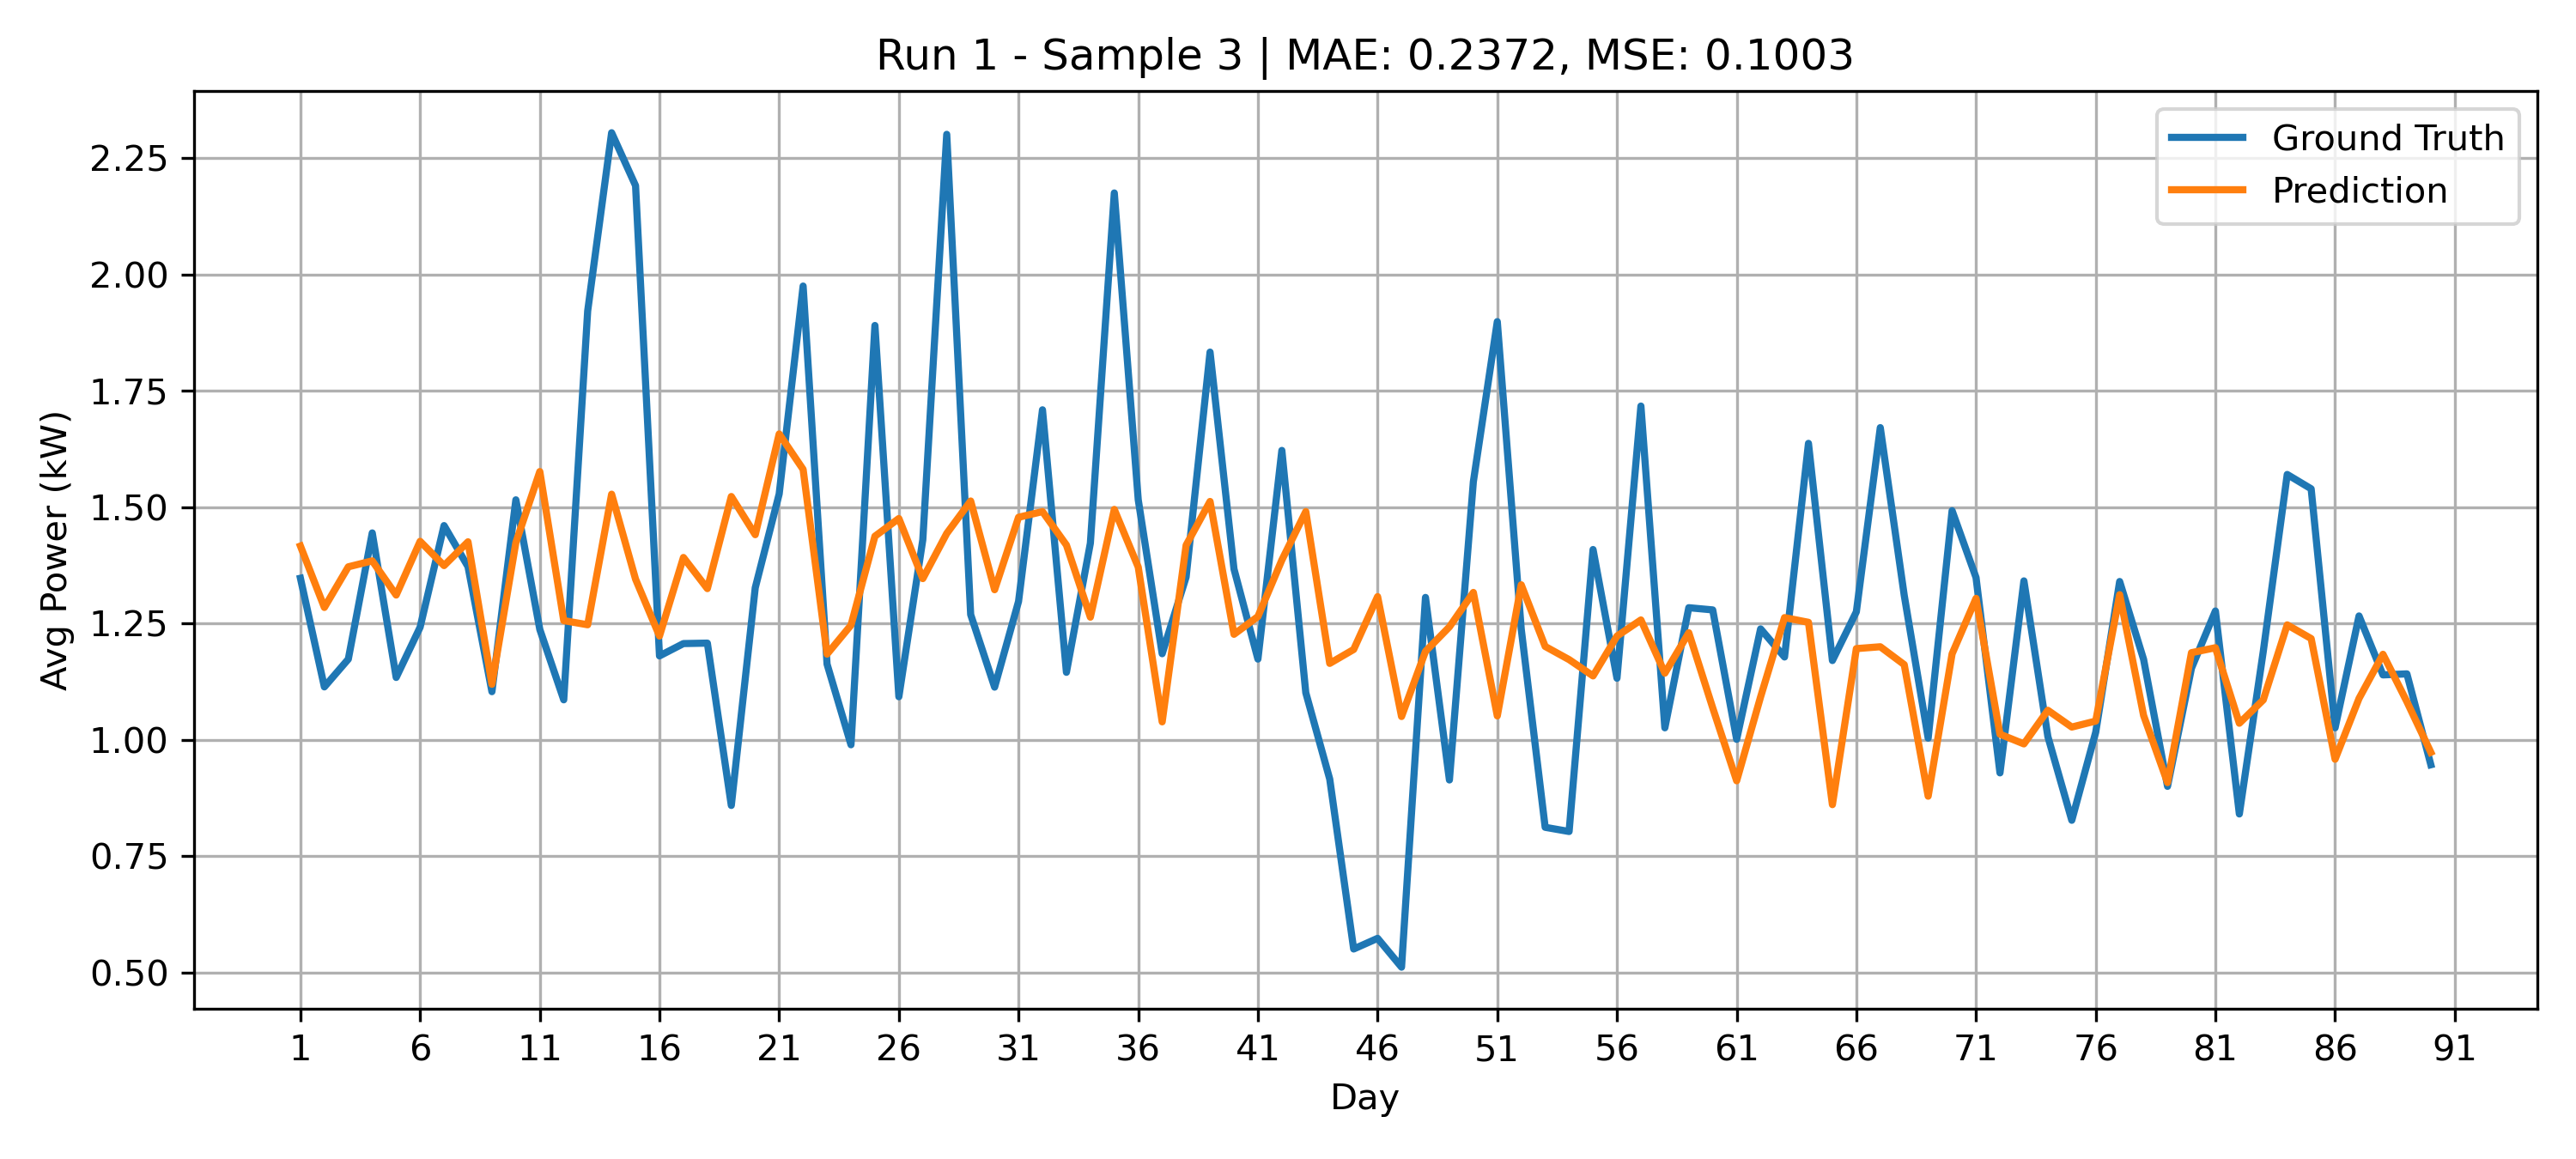 Run 1 - Sample 3 | MAE: 0.2372, MSE: 0.1003
Ground Truth
Prediction
Avg Power (kW)
2.25
2.00
1.75
1.50
1.25
1.00
0.75
0.50
1 6 11 16 21 26 31 36 41 46 51 56 61 66 71 76 81 86 91
Day